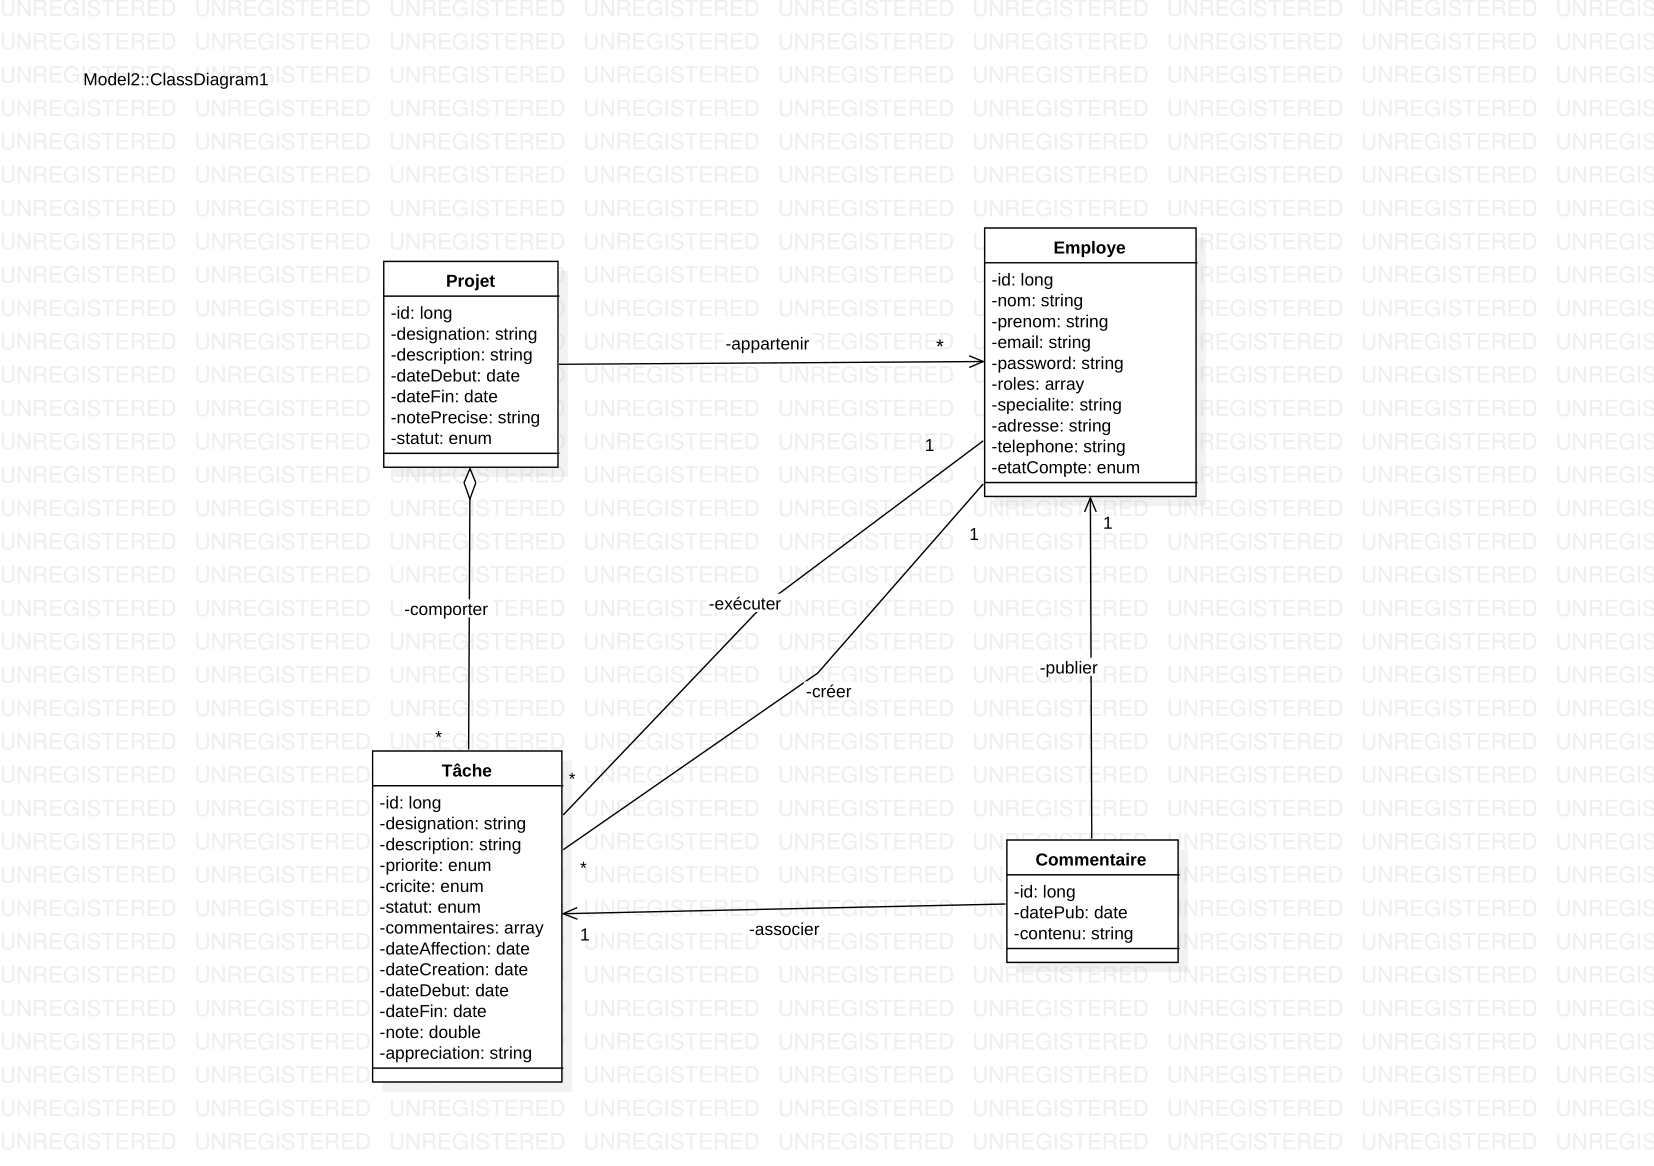 Model2::ClassDiagram1
Employe
-id: long
-nom: string
-prenom: string
-email: string
-password: string
-roles: array
-specialite: string
-adresse: string
-telephone: string
-etatCompte: enum
Projet
-id: long
-designation: string
-description: string
-dateDebut: date
-dateFin: date
-notePrecise: string
-statut: enum
-appartenir
*
1
1
1
-exécuter
-comporter
-publier
-créer
*
*
*
Tâche
-id: long
-designation: string
-description: string
-priorite: enum
-cricite: enum
-statut: enum
-commentaires: array
-dateAffection: date
-dateCreation: date
-dateDebut: date
-dateFin: date
-note: double
-appreciation: string
1
-associer
Commentaire
-id: long
-datePub: date
-contenu: string
UNREGISTERED